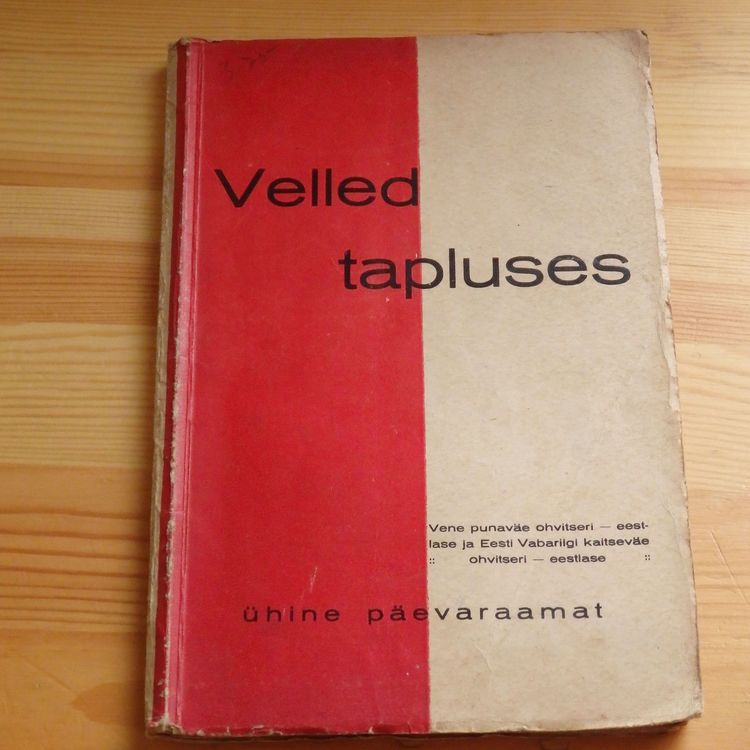 Velled
tapluses
Vene punaväe ohvitseri — eest-
lase ja Eesti Vabariigi kaitseväe
:: ohvitseri — eestlase ::
ühine päevaraamat